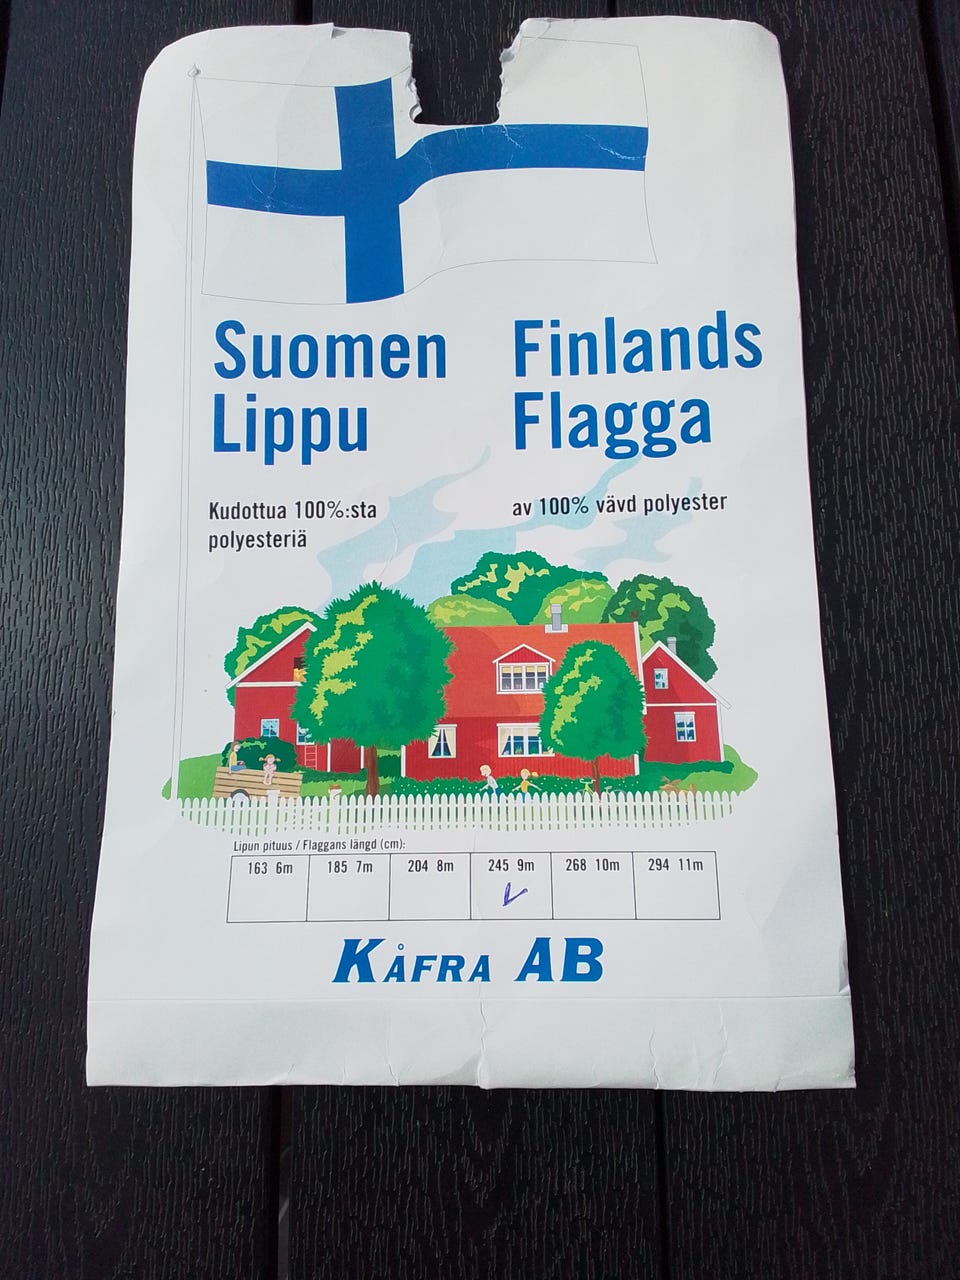 Suomen
Lippu
Finlands
Flagga
Kudottua 100%:sta
polyesteriä
av 100% vävd polyester
Lipun pituus / Flaggans längd (cm):
163 6m 185 7m 204 8m 245 9m 268 10m 294 11m
KÅFRA AB